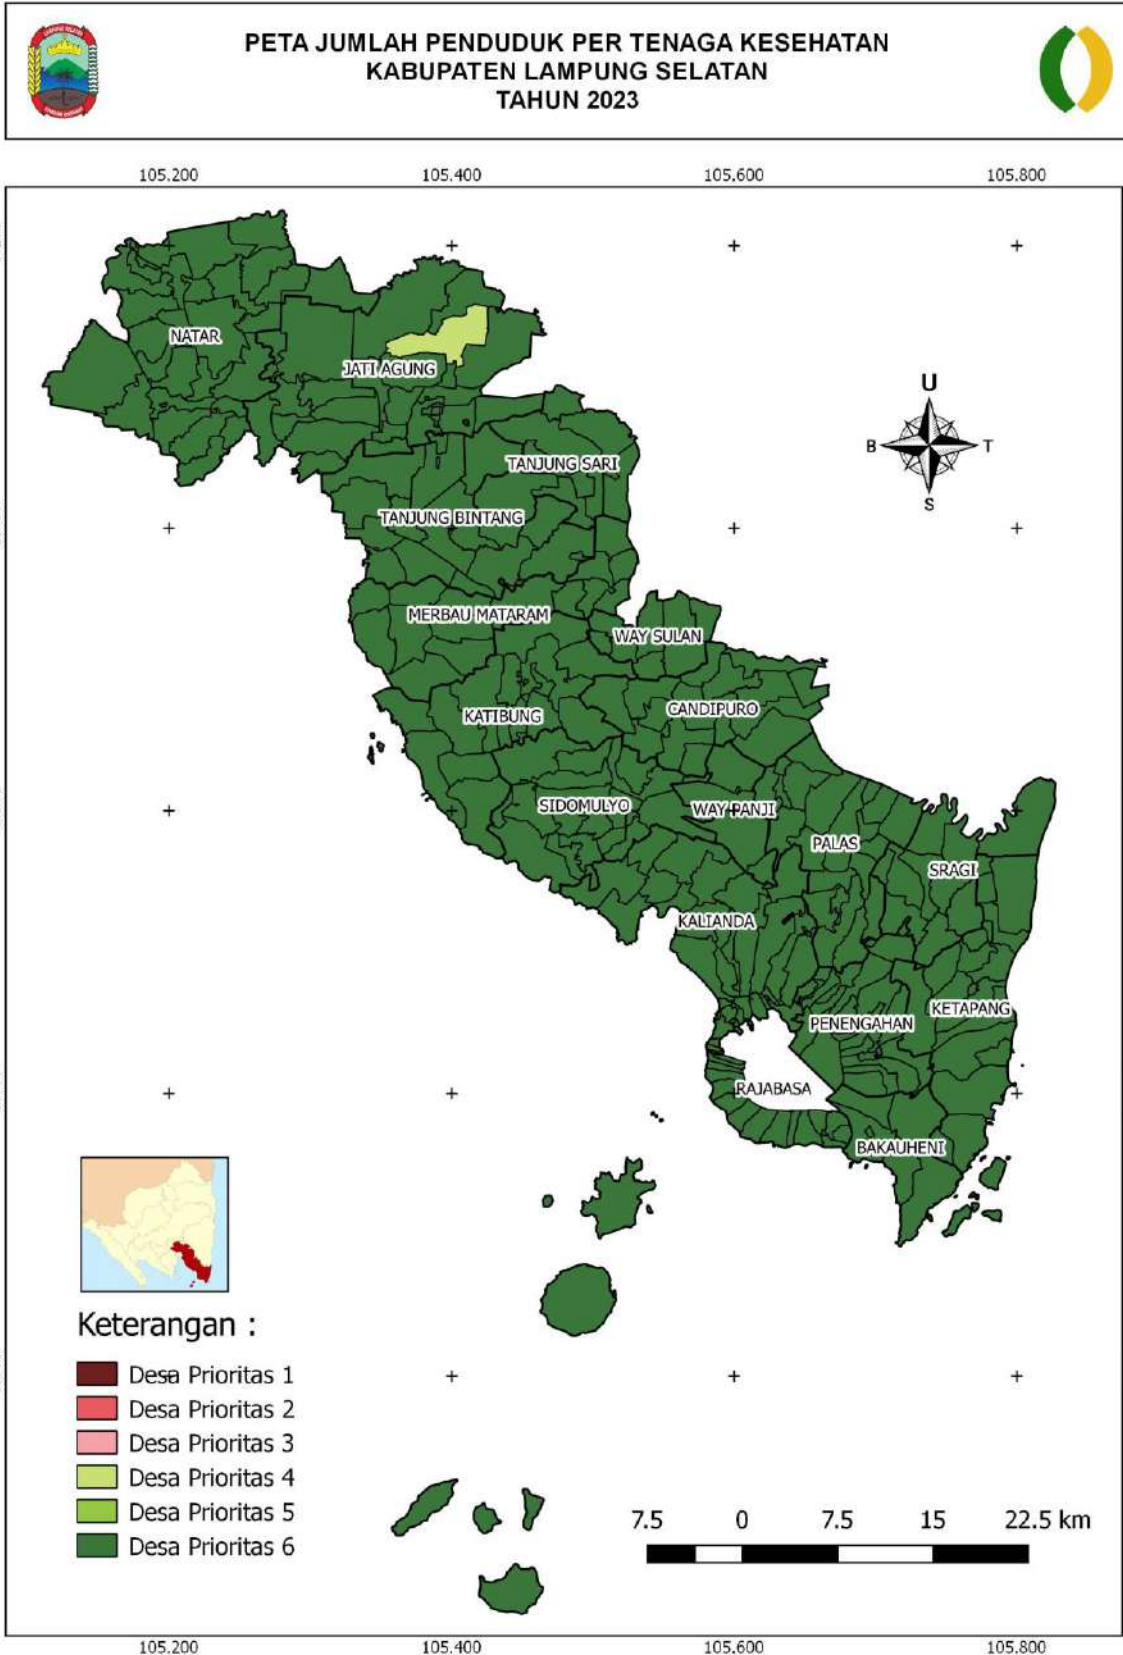 PETA JUMLAH PENDUDUK PER TENAGA KESEHATAN
KABUPATEN LAMPUNG SELATAN
TAHUN 2023
105.200 105.400 105.600 105.800
NATAR
JATI AGUNG
U
B T
S
TANJUNG SARI
TANJUNG BINTANG
MERBAU MATARAM
WAY SULAN
KATIBUNG
CANDIPURO
SIDOMULYO
WAY PANJI
PALAS
SRAGI
KALIANDA
KETAPANG
PENENGAHAN
RAJABASA
BAKAUHENI
Keterangan :
Desa Prioritas 1
Desa Prioritas 2
Desa Prioritas 3
Desa Prioritas 4
Desa Prioritas 5
Desa Prioritas 6
7.5 0 7.5 15 22.5 km
105.200 105.400 105.600 105.800